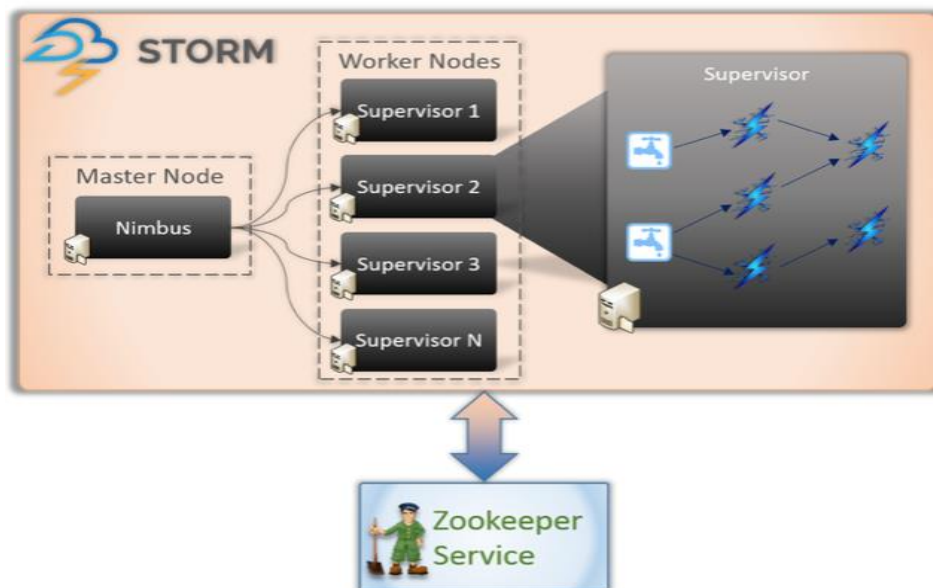 STORM
Master Node
Nimbus
Worker Nodes
Supervisor 1
Supervisor 2
Supervisor 3
Supervisor N
Supervisor
Zookeeper
Service